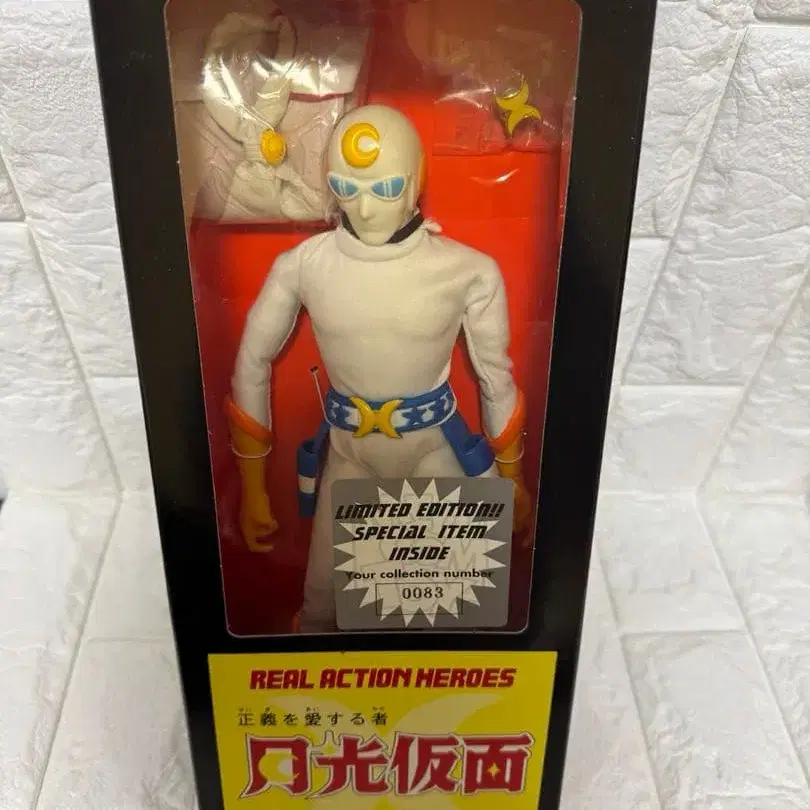 LIMITED EDITION!!
SPECIAL ITEM
INSIDE
Your collection number
0083
REAL ACTION HEROES
正義を愛する者
月光仮面